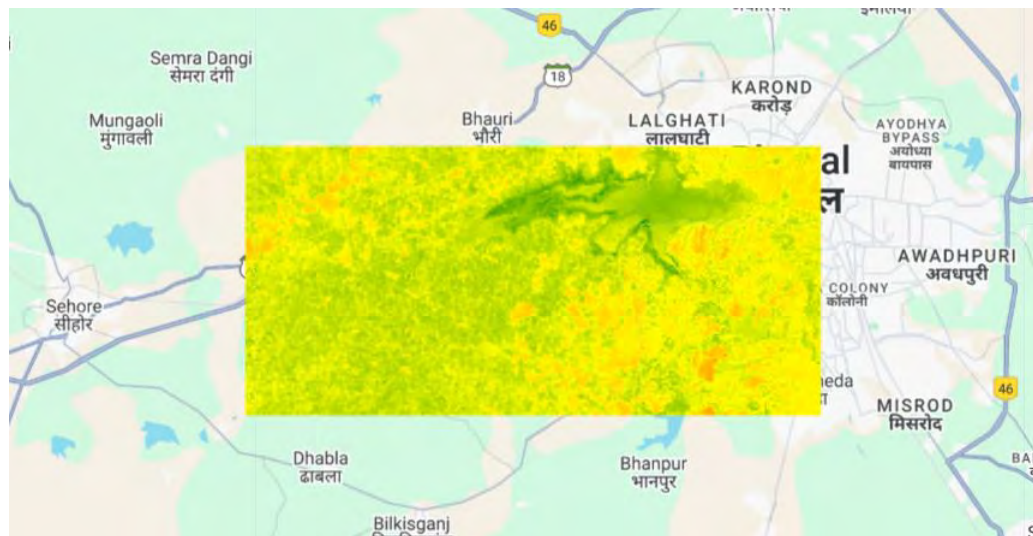 46
Semra Dangi
सेमरा दंगी
18
KAROND
करोड़
Mungaoli
मुंगावली
Bhauri
भौरी
LALGHATI
लालघाटी
AYODHYA
BYPASS
अयोध्या
बायपास
al
ल
AWADHPURI
अवधपुरी
COLONY
कॉलोनी
Sehore
सीहोर
46
neda
MISROD
मिसरोद
Dhabla
ढाबला
Bhanpur
भानपुर
BA
Bilkisganj